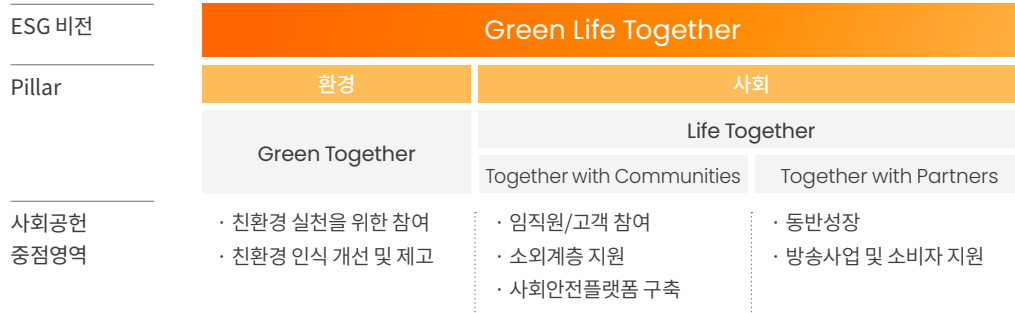 ESG 비전
Green Life Together
Pillar
환경
사회
Green Together
Life Together
Together with Communities
Together with Partners
사회공헌
중점영역
· 친환경 실천을 위한 참여
· 친환경 인식 개선 및 제고
· 임직원/고객 참여
· 소외계층 지원
· 사회안전플랫폼 구축
· 동반성장
· 방송사업 및 소비자 지원